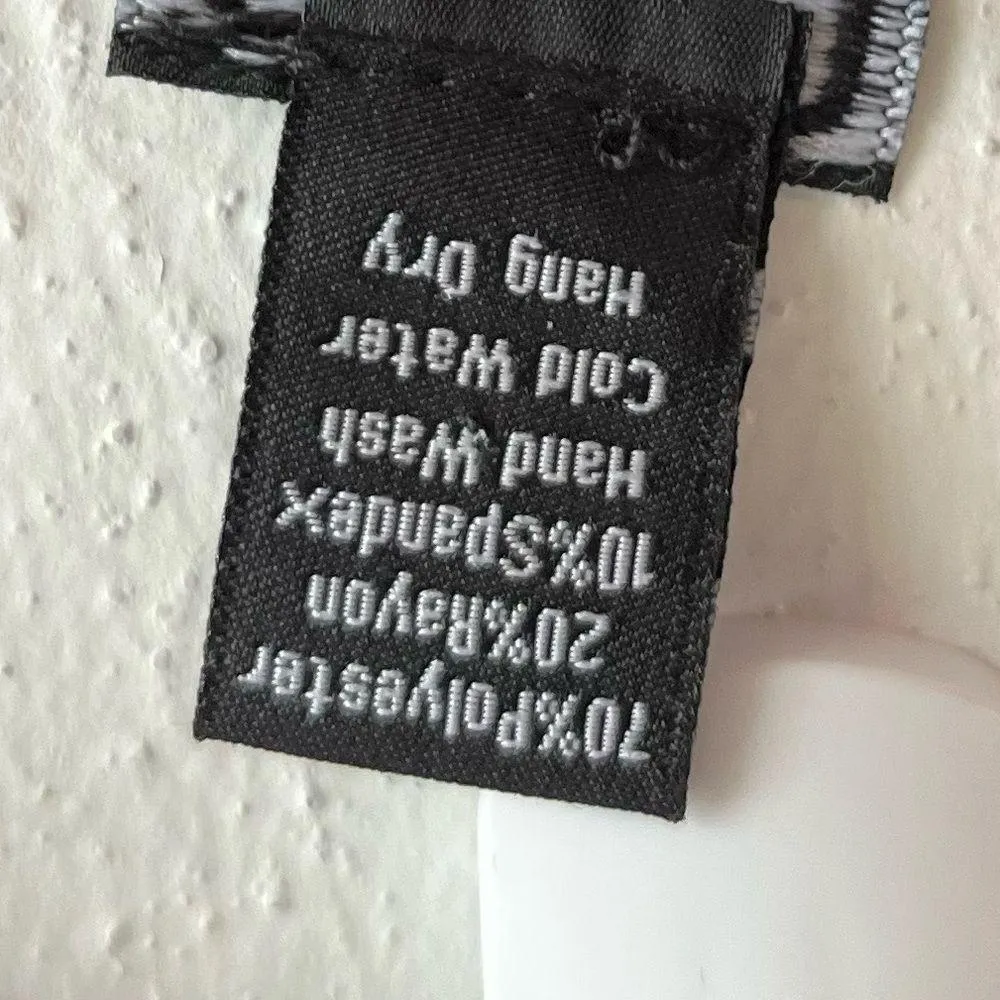 70%Polyester
20%Rayon
10%Spandex
Hand Wash
Cold Water
Hang Dry